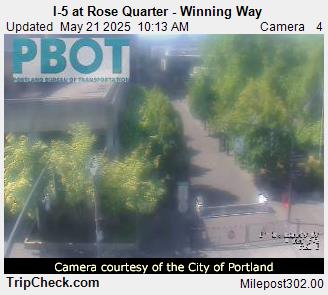 I-5 at Rose Quarter - Winning Way
Updated May 21 2025 10:13 AM Camera 4
PBOT
PORTLAND BUREAU OF TRANSPORTATION
Camera courtesy of the City of Portland
TripCheck.com Milepost302.00